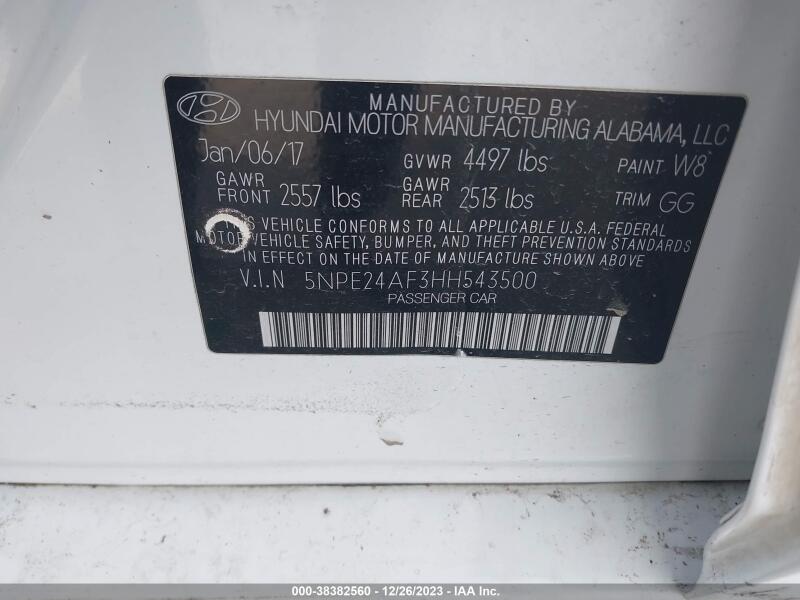 MANUFACTURED BY
HYUNDAI MOTOR MANUFACTURING ALABAMA, LLC
Jan/06/17 GVWR 4497 lbs PAINT W8
GAWR FRONT 2557 lbs GAWR REAR 2513 lbs TRIM GG
VEHICLE CONFORMS TO ALL APPLICABLE U.S.A. FEDERAL
MOTOR VEHICLE SAFETY, BUMPER, AND THEFT PREVENTION STANDARDS
IN EFFECT ON THE DATE OF MANUFACTURE SHOWN ABOVE
V.I.N 5NPE24AF3HH543500
PASSENGER CAR
000-38382560 - 12/26/2023 - IAA Inc.